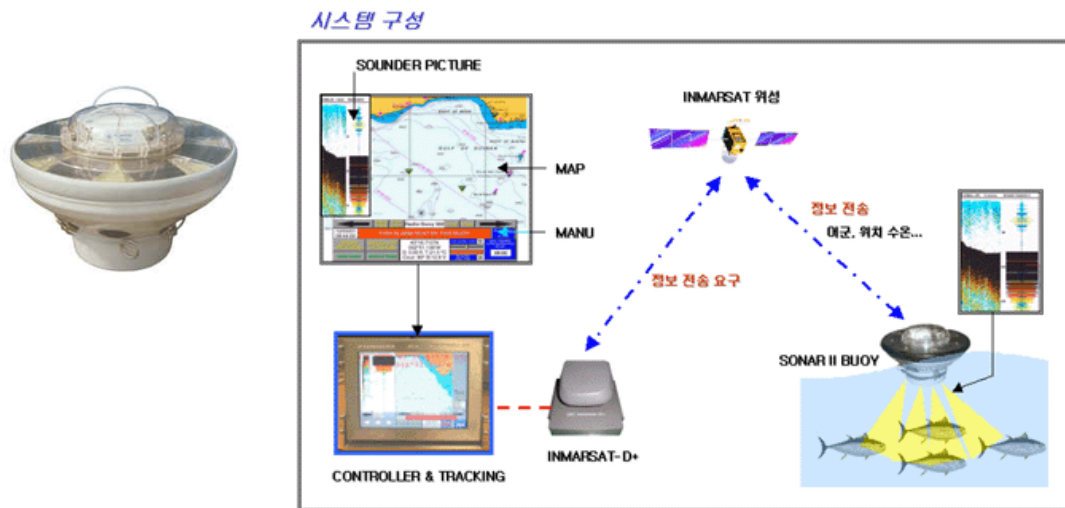 시스템 구성
SOUNDER PICTURE
INMARSAT 위성
MAP
정보 전송
어군, 위치 수온...
MANU
정보 전송 요구
SONAR II BUOY
INMARSAT-D+
CONTROLLER & TRACKING